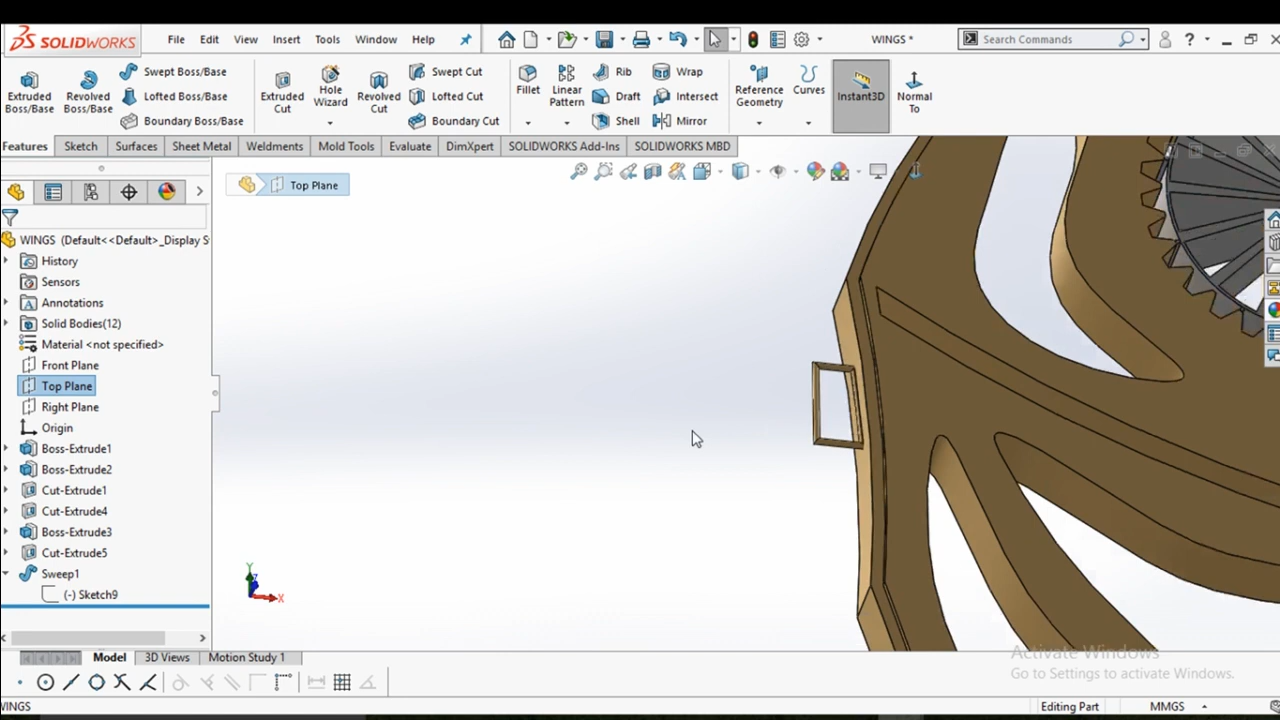 SOLIDWORKS File Edit View Insert Tools Window Help WINGS * Search Commands ?
Extruded Boss/Base Revolved Boss/Base Swept Boss/Base Lofted Boss/Base Boundary Boss/Base Extruded Cut Hole Wizard Revolved Cut Swept Cut Lofted Cut Boundary Cut Fillet Linear Pattern Rib Draft Shell Wrap Intersect Mirror Reference Geometry Curves Instant3D Normal To
Features Sketch Surfaces Sheet Metal Weldments Mold Tools Evaluate DimXpert SOLIDWORKS Add-Ins SOLIDWORKS MBD
Top Plane
WINGS (Default<<Default>_Display S
History
Sensors
Annotations
Solid Bodies(12)
Material <not specified>
Front Plane
Top Plane
Right Plane
Origin
Boss-Extrude1
Boss-Extrude2
Cut-Extrude1
Cut-Extrude4
Boss-Extrude3
Cut-Extrude5
Sweep1
(-) Sketch9
Y
Z
X
Activate Windows
Go to Settings to activate Windows.
Model 3D Views Motion Study 1
WINGS Editing Part MMGS